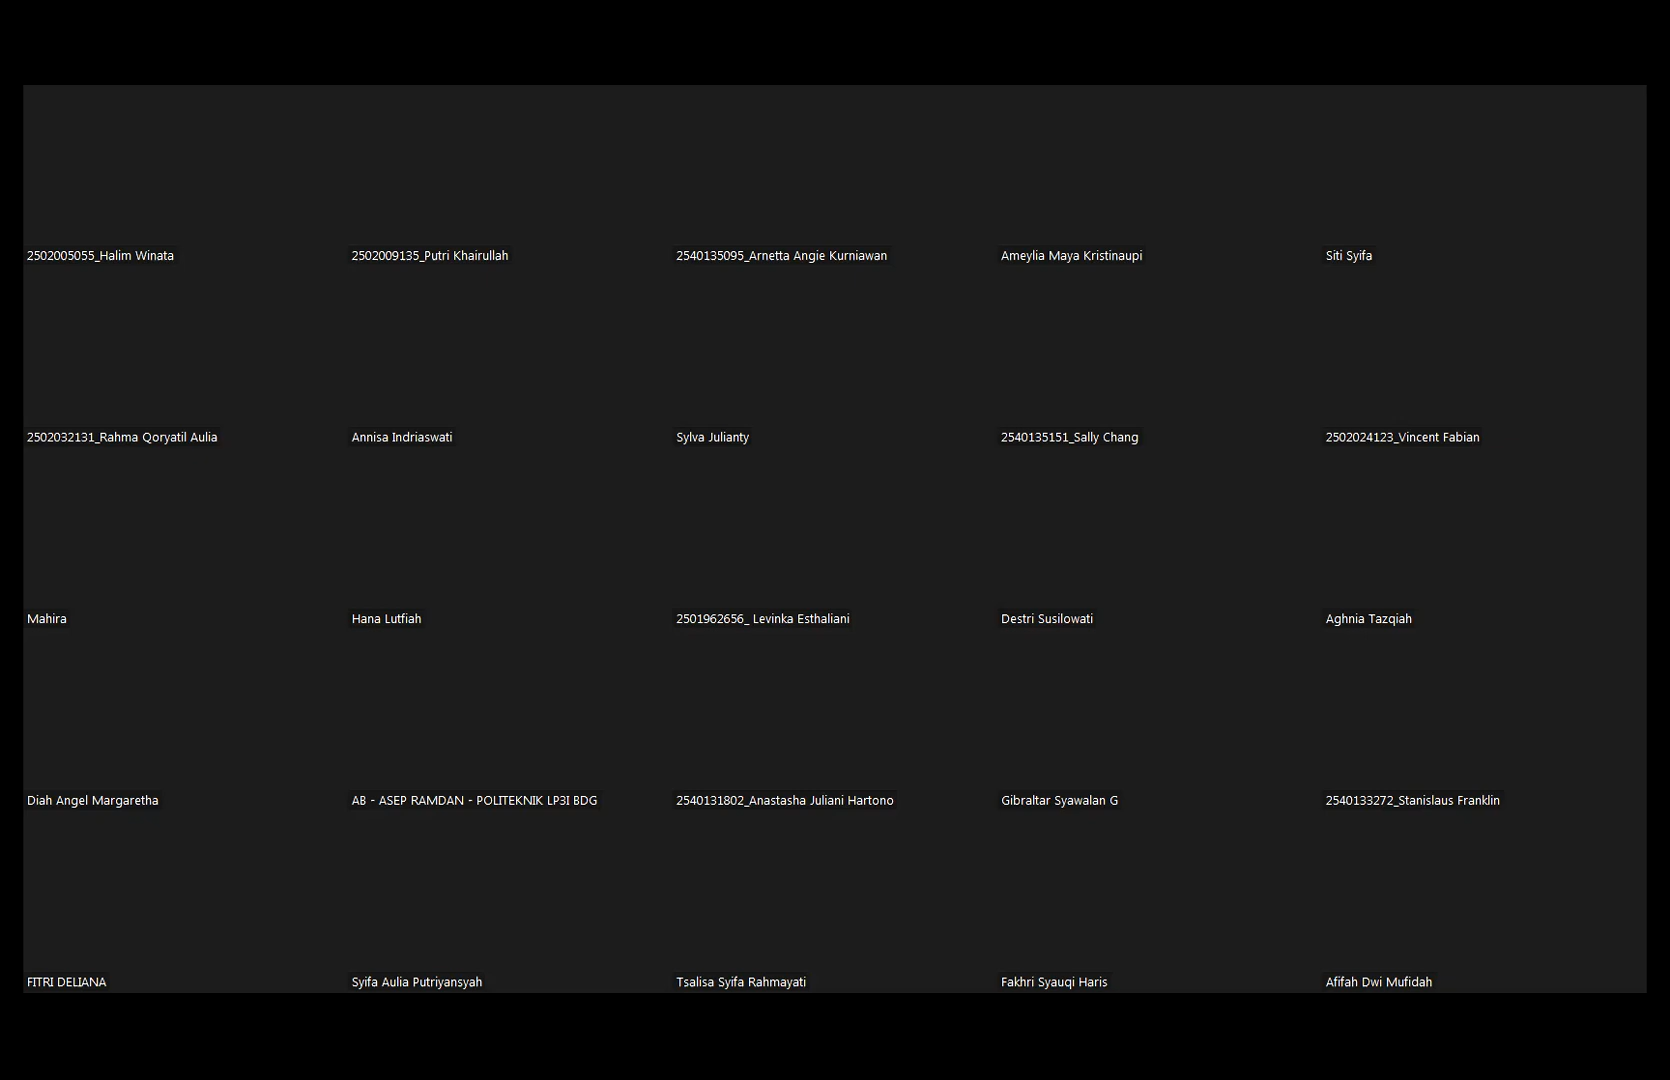 2502005055_Halim Winata
2502009135_Putri Khairullah
2540135095_Arnetta Angie Kurniawan
Ameylia Maya Kristinaupi
Siti Syifa
2502032131_Rahma Qoryatil Aulia
Annisa Indriaswati
Sylva Julianty
2540135151_Sally Chang
2502024123_Vincent Fabian
Mahira
Hana Lutfiah
2501962656_ Levinka Esthaliani
Destri Susilowati
Aghnia Tazqiah
Diah Angel Margaretha
AB - ASEP RAMDAN - POLITEKNIK LP3I BDG
2540131802_Anastasha Juliani Hartono
Gibraltar Syawalan G
2540133272_Stanislaus Franklin
FITRI DELIANA
Syifa Aulia Putriyansyah
Tsalisa Syifa Rahmayati
Fakhri Syauqi Haris
Afifah Dwi Mufidah